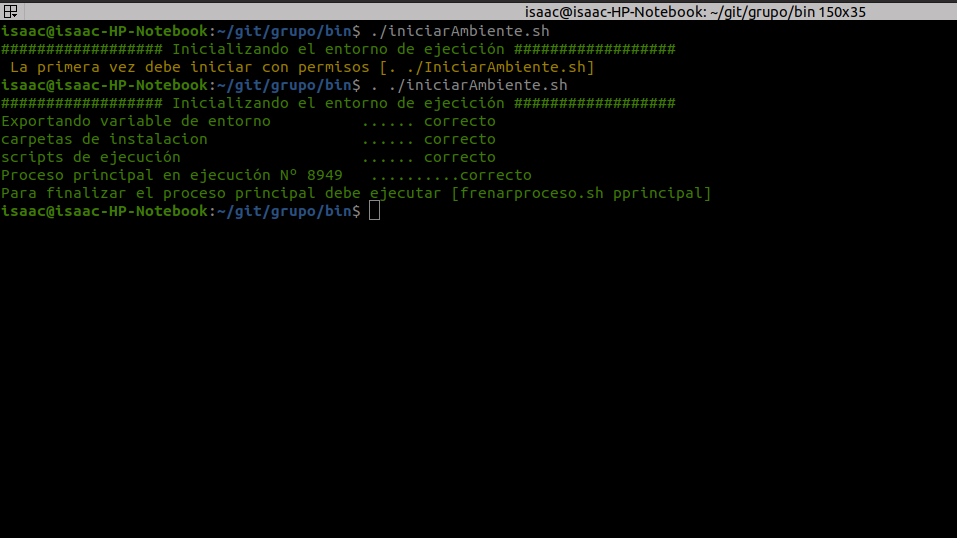 isaac@isaac-HP-Notebook: ~/git/grupo/bin 150x35
isaac@isaac-HP-Notebook:~/git/grupo/bin$ ./iniciarAmbiente.sh
################## Inicializando el entorno de ejecición ##################
La primera vez debe iniciar con permisos [. ./IniciarAmbiente.sh]
isaac@isaac-HP-Notebook:~/git/grupo/bin$ . ./iniciarAmbiente.sh
################## Inicializando el entorno de ejecición ##################
Exportando variable de entorno          ...... correcto
carpetas de instalacion                 ...... correcto
scripts de ejecución                    ...... correcto
Proceso principal en ejecución Nº 8949   ..........correcto
Para finalizar el proceso principal debe ejecutar [frenarproceso.sh pprincipal]
isaac@isaac-HP-Notebook:~/git/grupo/bin$